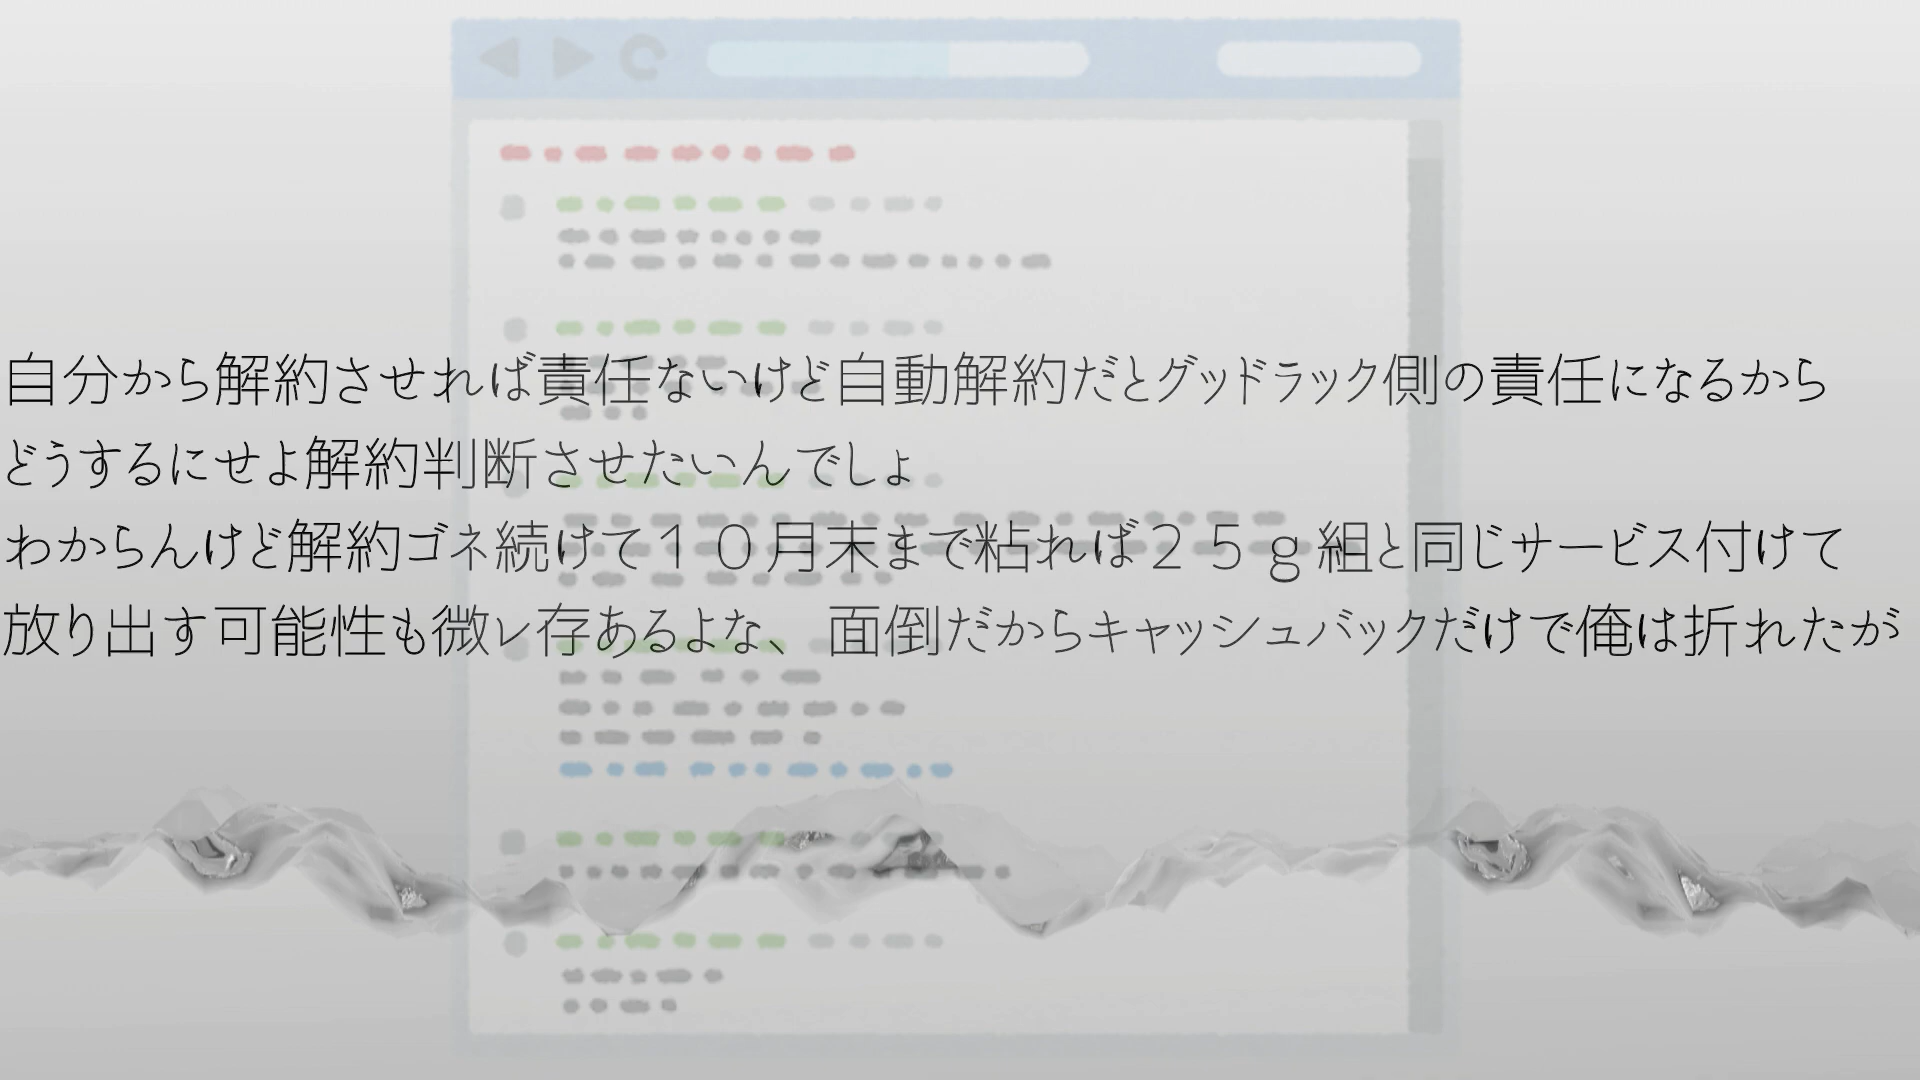 自分から解約させれば責任ないけど自動解約だとグッドラック側の責任になるから
どうするにせよ解約判断させたいんでしょ
わからんけど解約ゴネ続けて１０月末まで粘れば２５ｇ組と同じサービス付けて
放り出す可能性も微レ存あるよな、面倒だからキャッシュバックだけで俺は折れたが